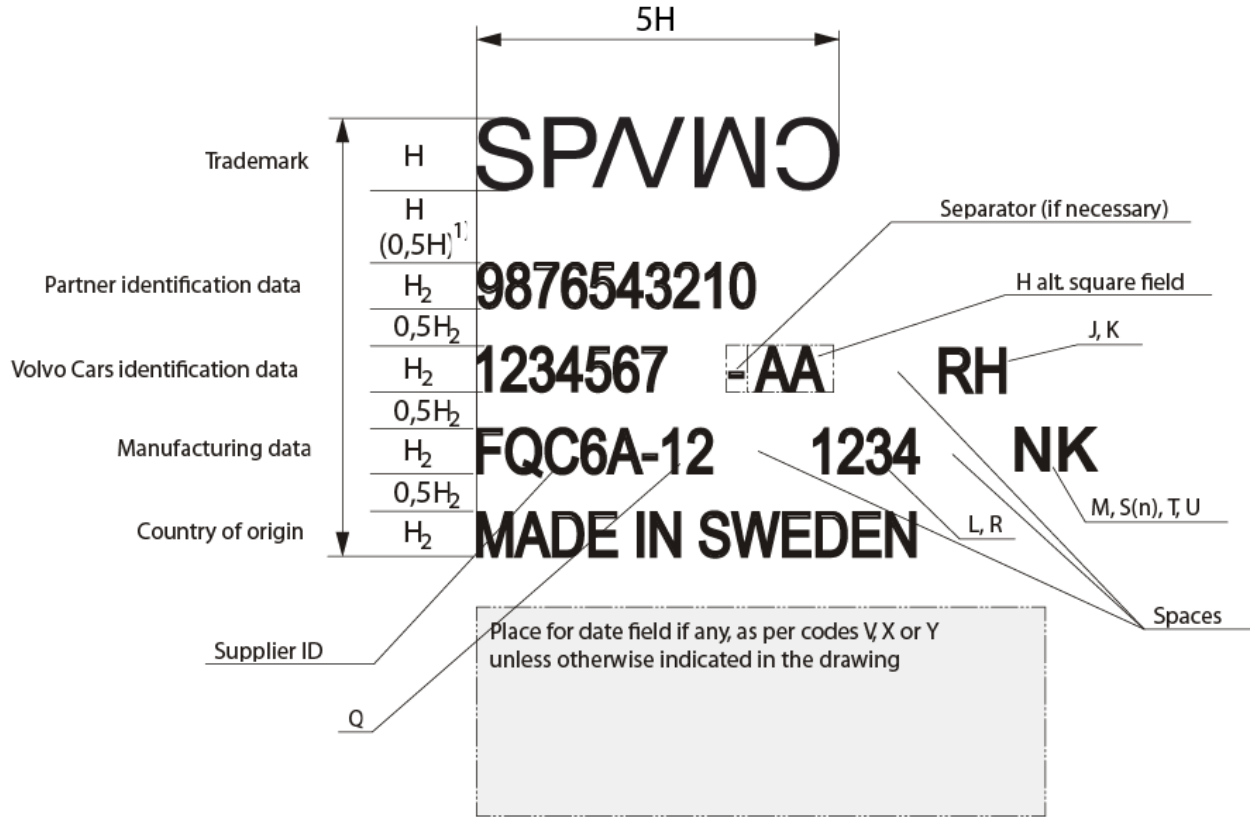 5H
Trademark H SPΛVWϽ
H
(0,5H)1)
Separator (if necessary)
Partner identification data H2 9876543210
H alt. square field
0,5H2
J, K
Volvo Cars identification data H2 1234567 - AA RH
0,5H2
Manufacturing data H2 FQC6A-12 1234 NK
0,5H2
M, S(n), T, U
L, R
Country of origin H2 MADE IN SWEDEN
Spaces
Supplier ID
Place for date field if any, as per codes V, X or Y
unless otherwise indicated in the drawing
Q